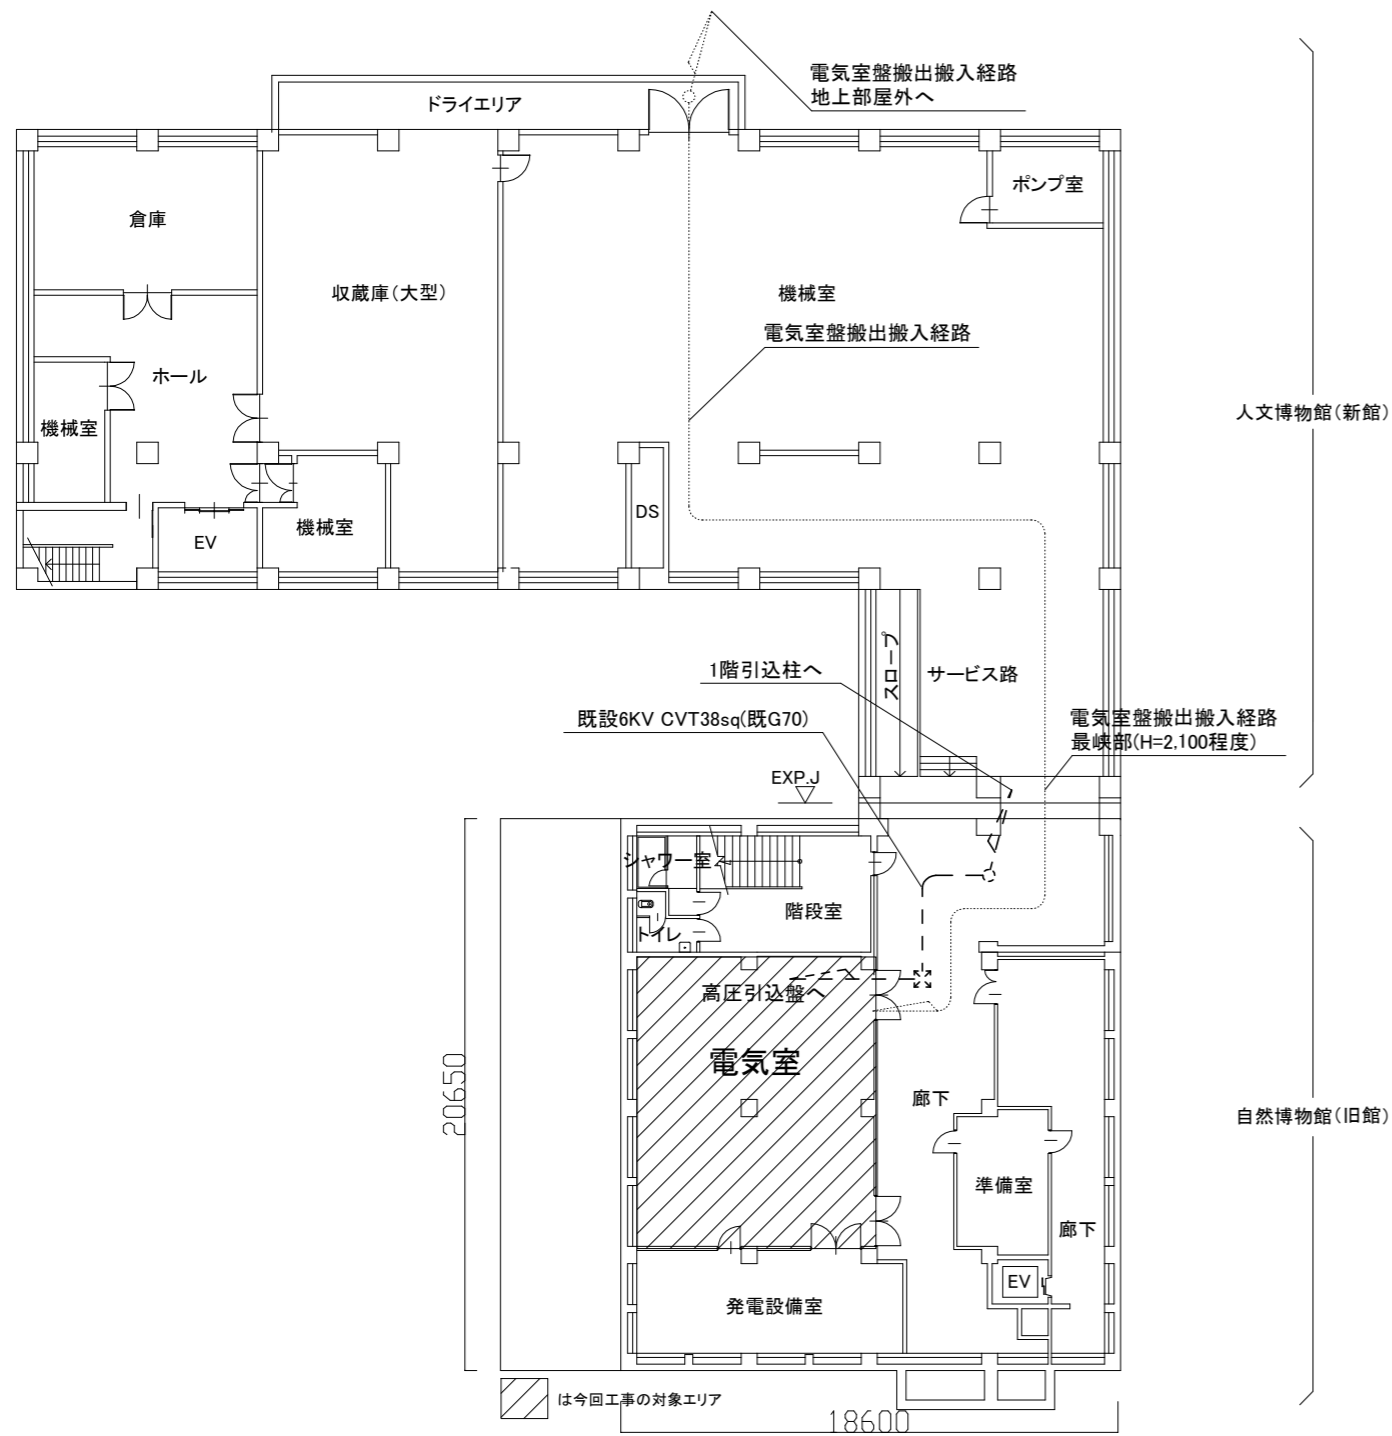 電気室盤搬出搬入経路
地上部屋外へ
ドライエリア
ポンプ室
倉庫
収蔵庫(大型)
機械室
電気室盤搬出搬入経路
ホール
機械室
人文博物館(新館)
DS
機械室
EV
スロープ
サービス路
1階引込柱へ
既設6KV CVT38sq(既G70)
電気室盤搬出搬入経路
最峡部(H=2,100程度)
EXP.J
シャワー室
階段室
トイレ
高圧引込盤へ
電気室
20650
廊下
自然博物館(旧館)
準備室
廊下
EV
発電設備室
は今回工事の対象エリア
18600